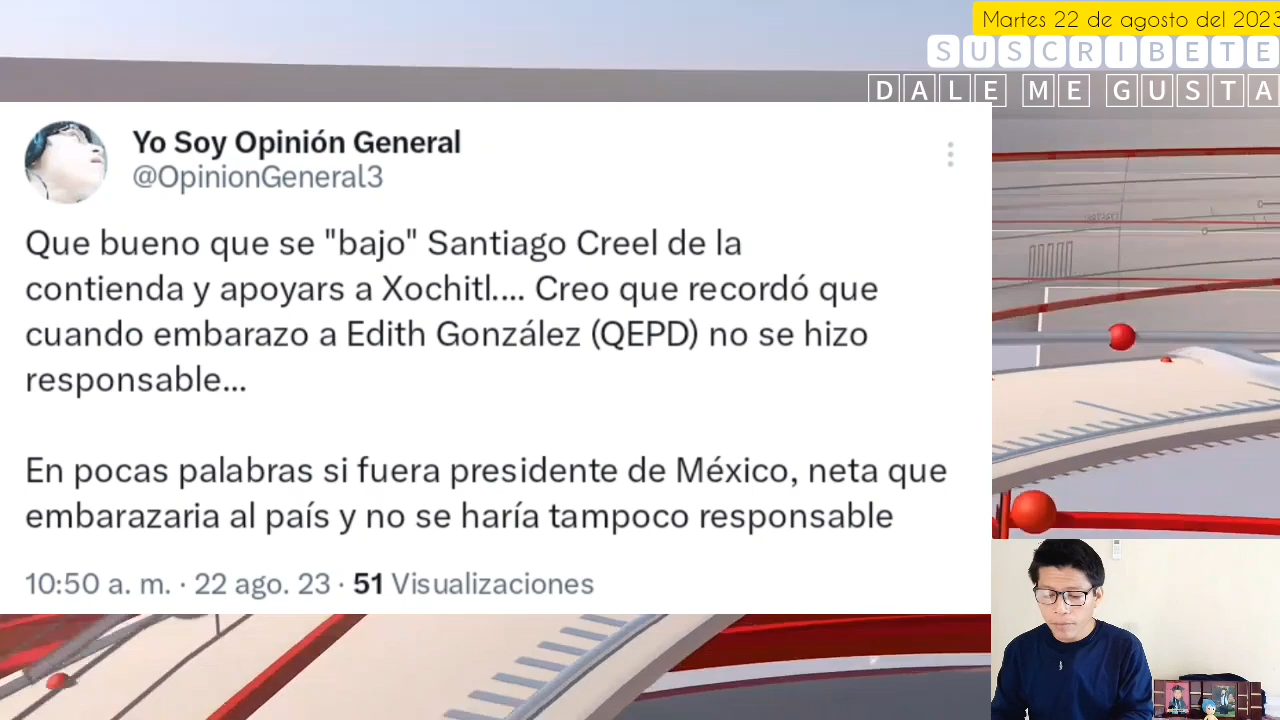 Martes 22 de agosto del 2023
SUSCRIBETE
DALE ME GUSTA
Yo Soy Opinión General
@OpinionGeneral3
Que bueno que se "bajo" Santiago Creel de la
contienda y apoyars a Xochitl.... Creo que recordó que
cuando embarazo a Edith González (QEPD) no se hizo
responsable...
En pocas palabras si fuera presidente de México, neta que
embarazaria al país y no se haría tampoco responsable
10:50 a. m. · 22 ago. 23 · 51 Visualizaciones